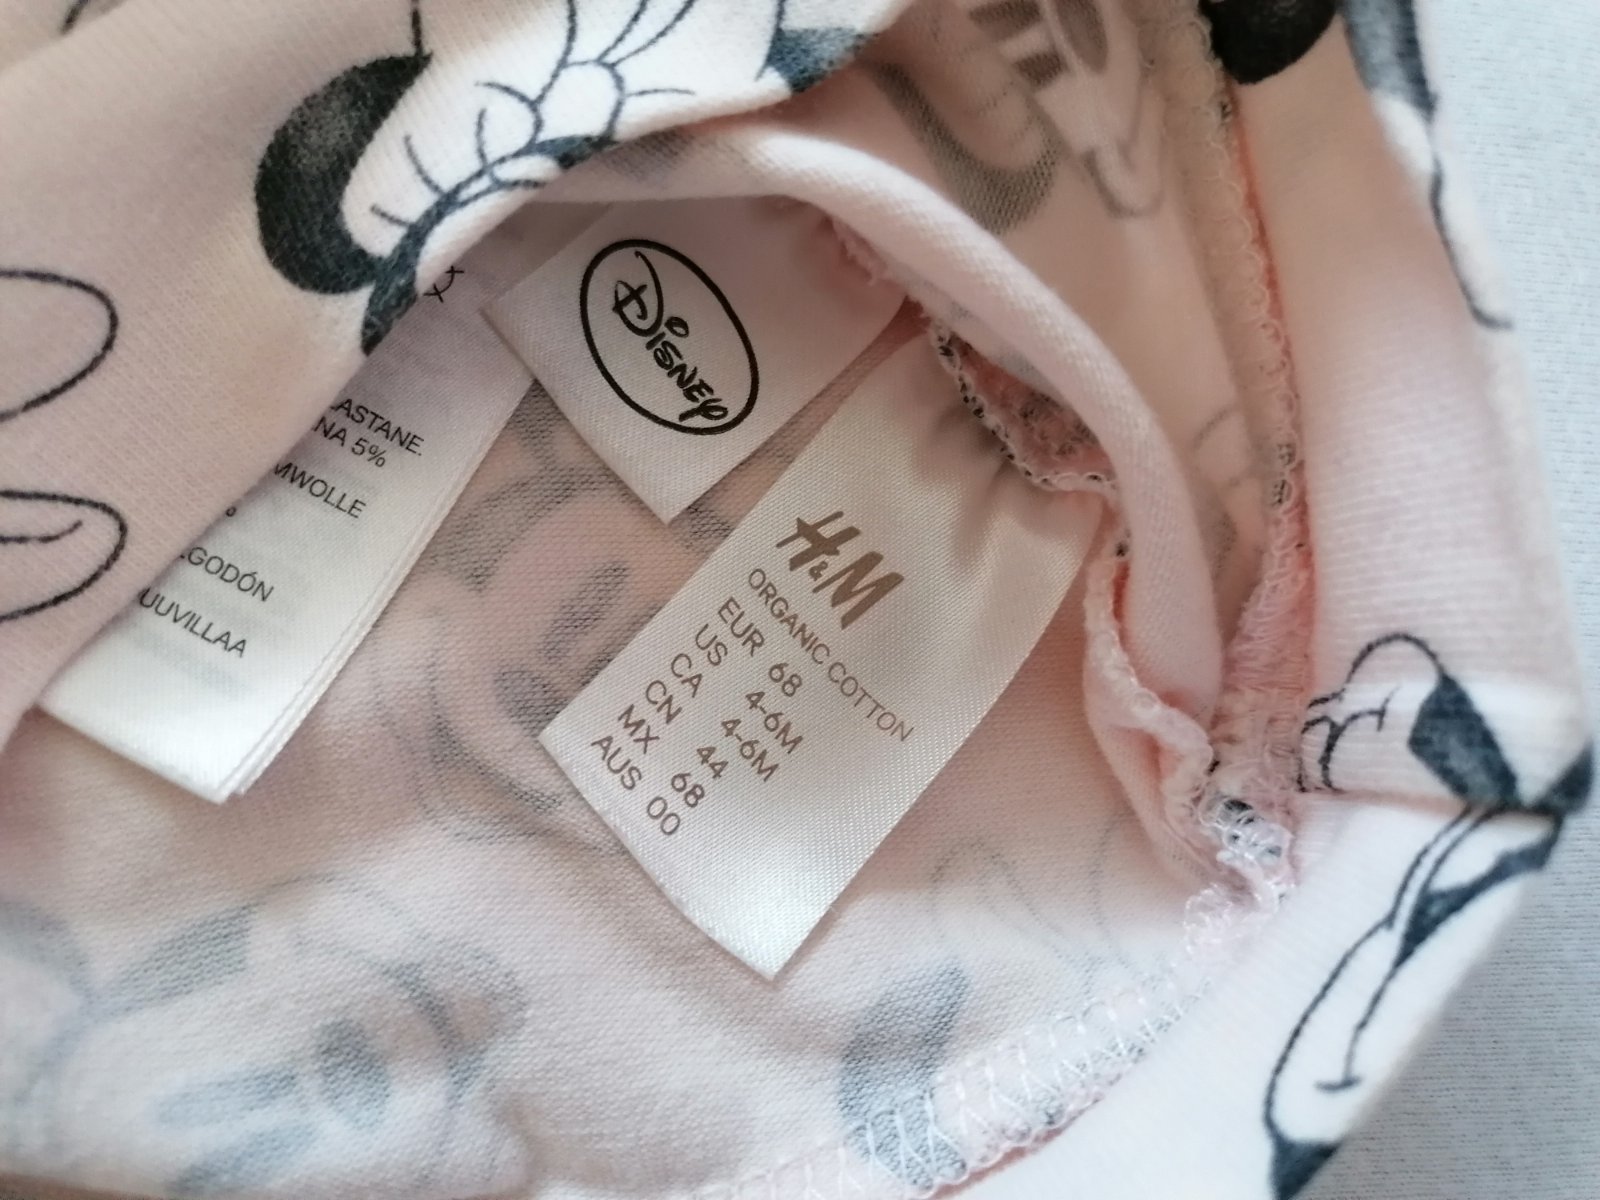 ASTANE.
NA 5%
MWOLLE
GODÓN
UUVILLAA
Disney
H&M
ORGANIC COTTON
EUR 68
US 4-6M
CA 4-6M
CN 44
MX 68
AUS 00